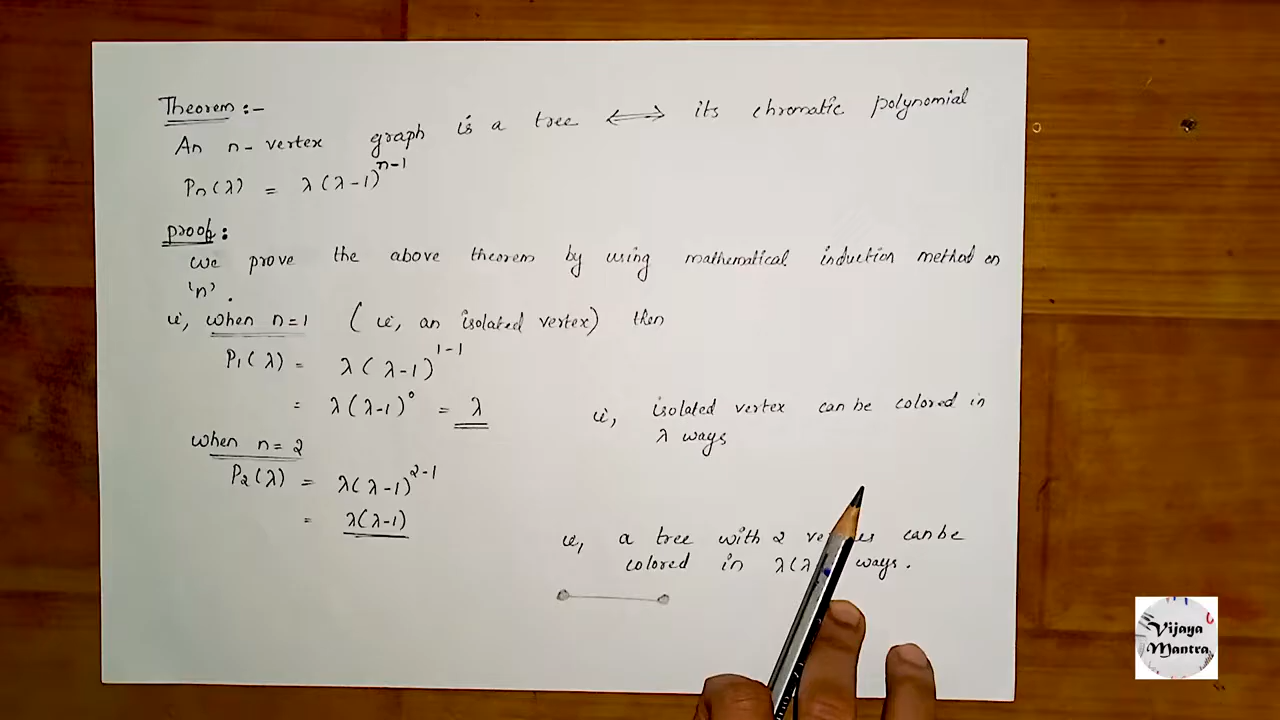 Theorem :-
An n-vertex graph is a tree ⟺ its chromatic polynomial
Pn(λ) = λ(λ-1)^n-1
proof:
we prove the above theorem by using mathematical induction method on
'n'.
ie, when n=1 (ie, an isolated vertex) then
P1(λ) = λ(λ-1)^1-1
= λ(λ-1)^0 = λ
ie, isolated vertex can be colored in
λ ways
when n=2
P2(λ) = λ(λ-1)^2-1
= λ(λ-1)
ie, a tree with 2 can be
colored in λ(λ ways.
Vijaya
Mantra